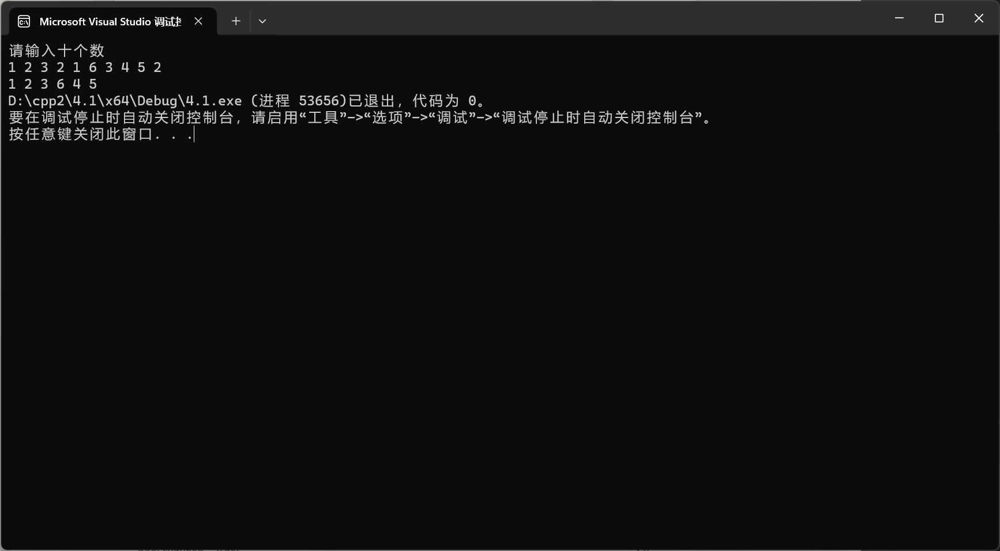 Microsoft Visual Studio 调试
请输入十个数
1 2 3 2 1 6 3 4 5 2
1 2 3 6 4 5
D:\cpp2\4.1\x64\Debug\4.1.exe (进程 53656)已退出，代码为 0。
要在调试停止时自动关闭控制台，请启用“工具”->“选项”->“调试”->“调试停止时自动关闭控制台”。
按任意键关闭此窗口. . .